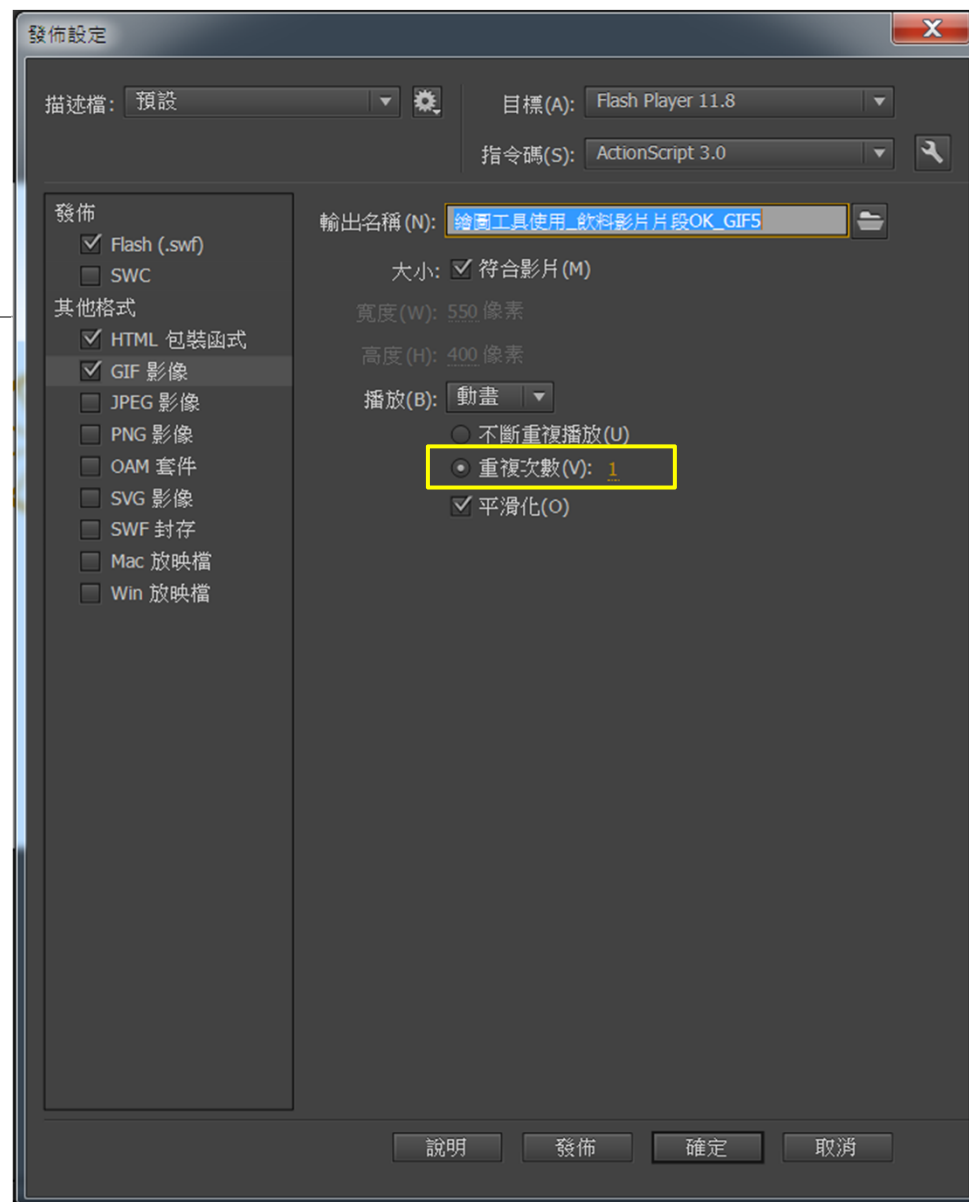 發佈設定
描述檔: 預設
目標(A): Flash Player 11.8
指令碼(S): ActionScript 3.0
發佈
Flash (.swf)
SWC
其他格式
HTML 包裝函式
GIF 影像
JPEG 影像
PNG 影像
OAM 套件
SVG 影像
SWF 封存
Mac 放映檔
Win 放映檔
輸出名稱(N): 繪圖工具使用_飲料影片片段OK_GIF5
大小: 符合影片(M)
寬度(W): 550 像素
高度(H): 400 像素
播放(B): 動畫
不斷重複播放(U)
重複次數(V): 1
平滑化(O)
說明 發佈 確定 取消